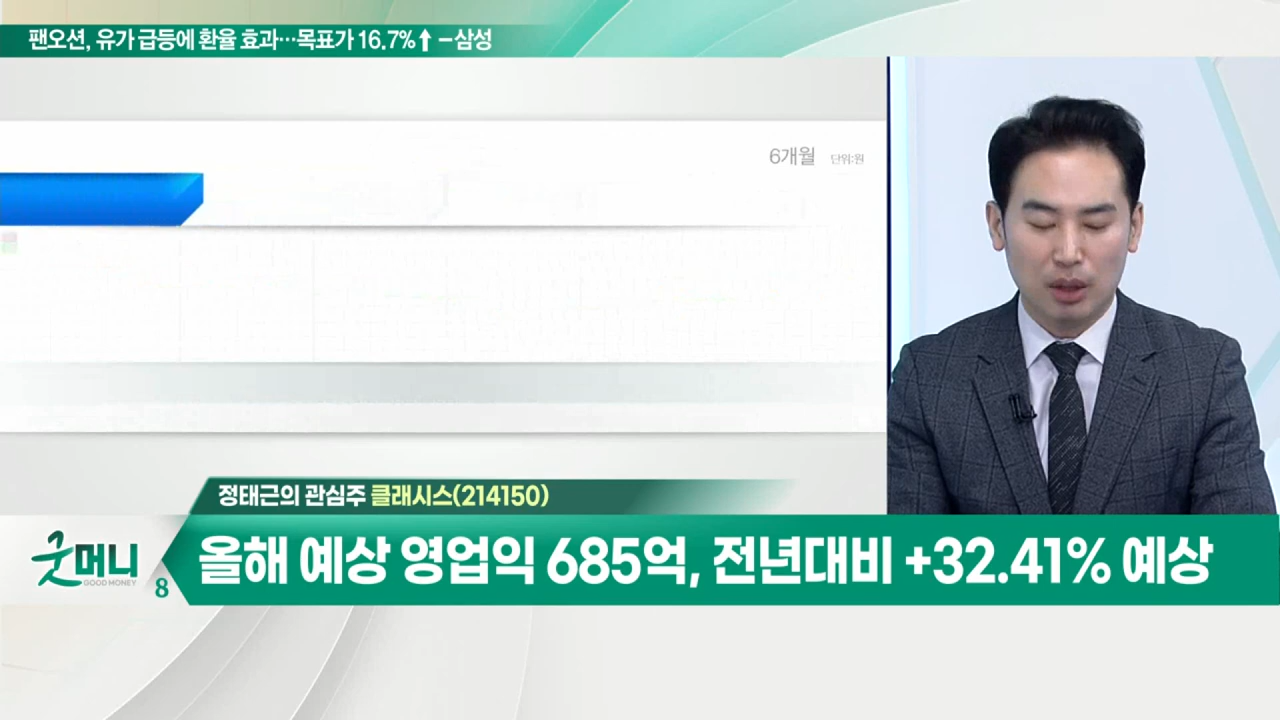 팬오션, 유가 급등에 환율 효과…목표가 16.7%⬆ -삼성
6개월 단위:원
정태근의 관심주 클래시스(214150)
올해 예상 영업익 685억, 전년대비 +32.41% 예상
굿머니
GOOD MONEY
8